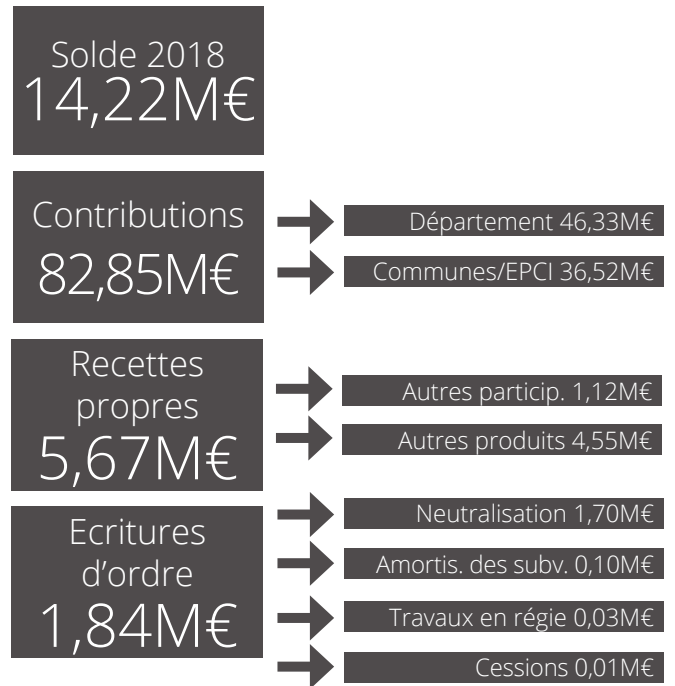 Solde 2018
14,22M€
Contributions
82,85M€
Département 46,33M€
Communes/EPCI 36,52M€
Recettes
propres
5,67M€
Autres particip. 1,12M€
Autres produits 4,55M€
Ecritures
d’ordre
1,84M€
Neutralisation 1,70M€
Amortis. des subv. 0,10M€
Travaux en régie 0,03M€
Cessions 0,01M€